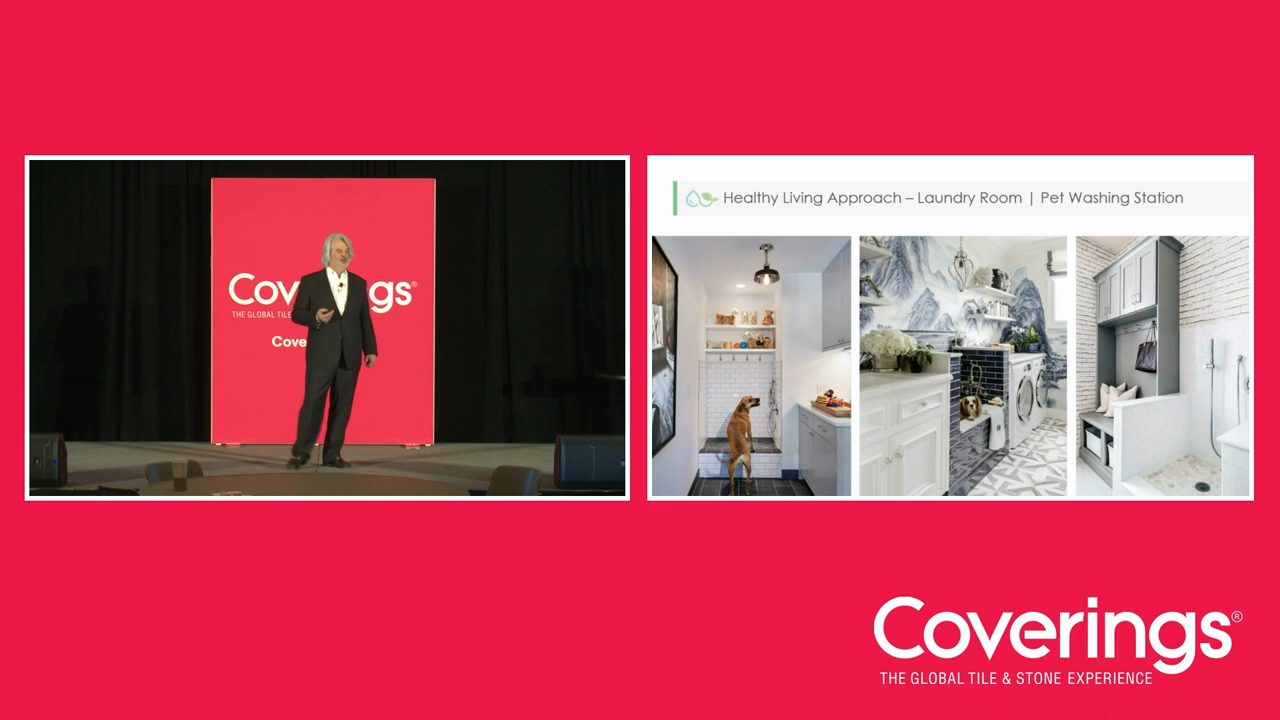 Coverings®
THE GLOBAL TILE
Cove
Healthy Living Approach – Laundry Room | Pet Washing Station
Coverings®
THE GLOBAL TILE & STONE EXPERIENCE